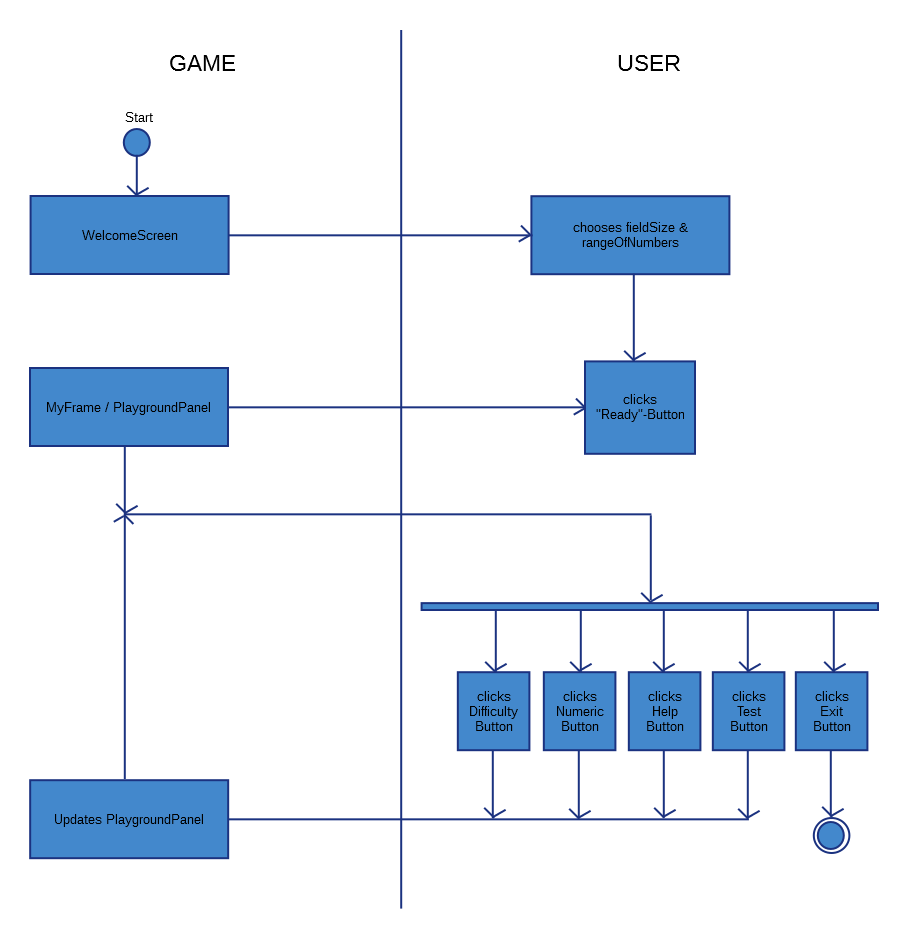 GAME
USER
Start
WelcomeScreen
chooses fieldSize &
rangeOfNumbers
MyFrame / PlaygroundPanel
clicks
"Ready"-Button
clicks
Difficulty
Button
clicks
Numeric
Button
clicks
Help
Button
clicks
Test
Button
clicks
Exit
Button
Updates PlaygroundPanel